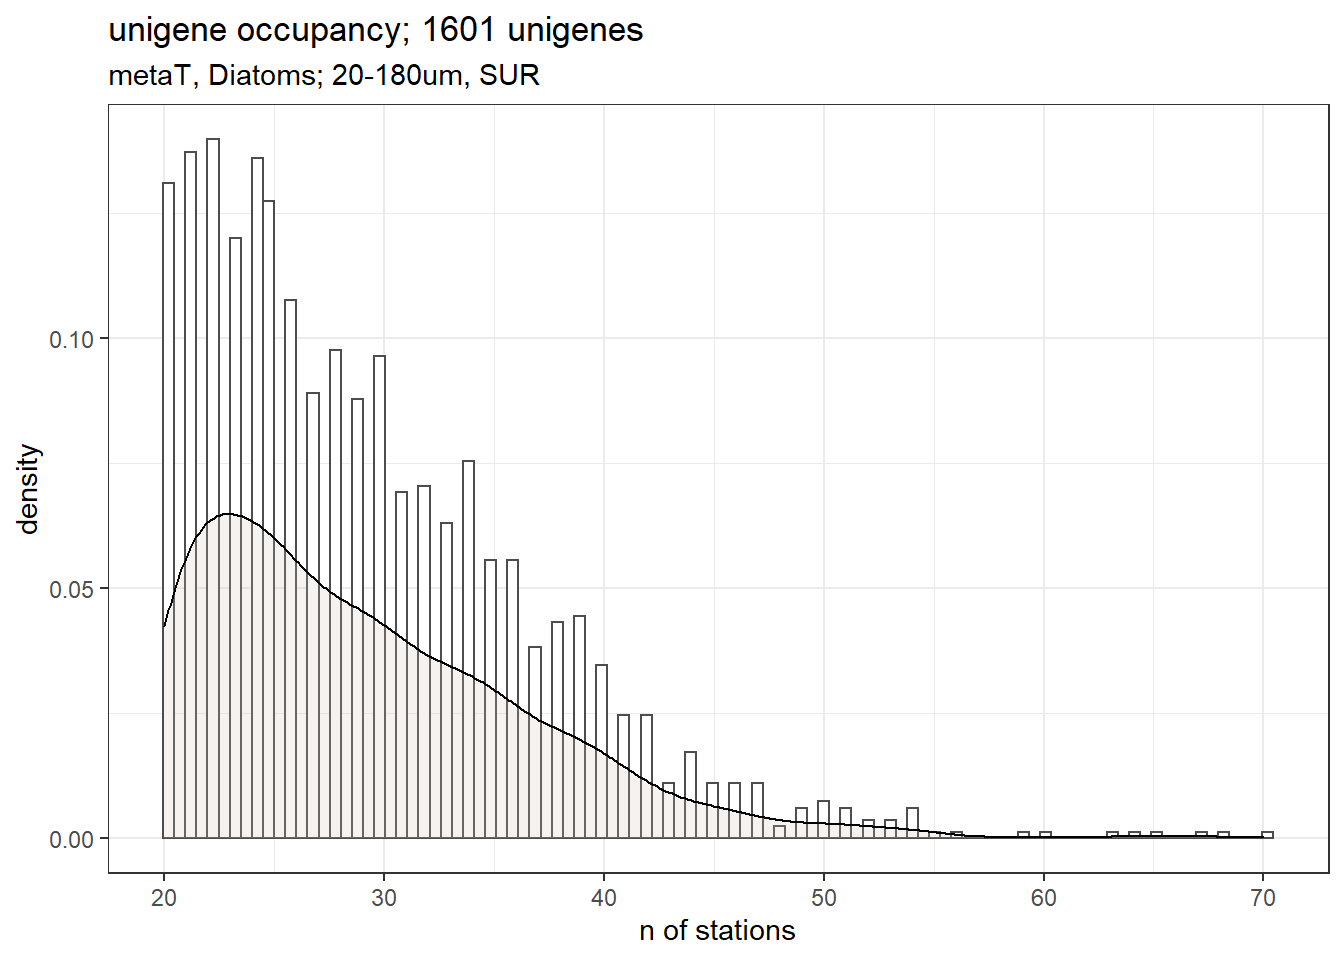 unigene occupancy; 1601 unigenes
metaT, Diatoms; 20-180um, SUR
density
0.10
0.05
0.00
20 30 40 50 60 70
n of stations